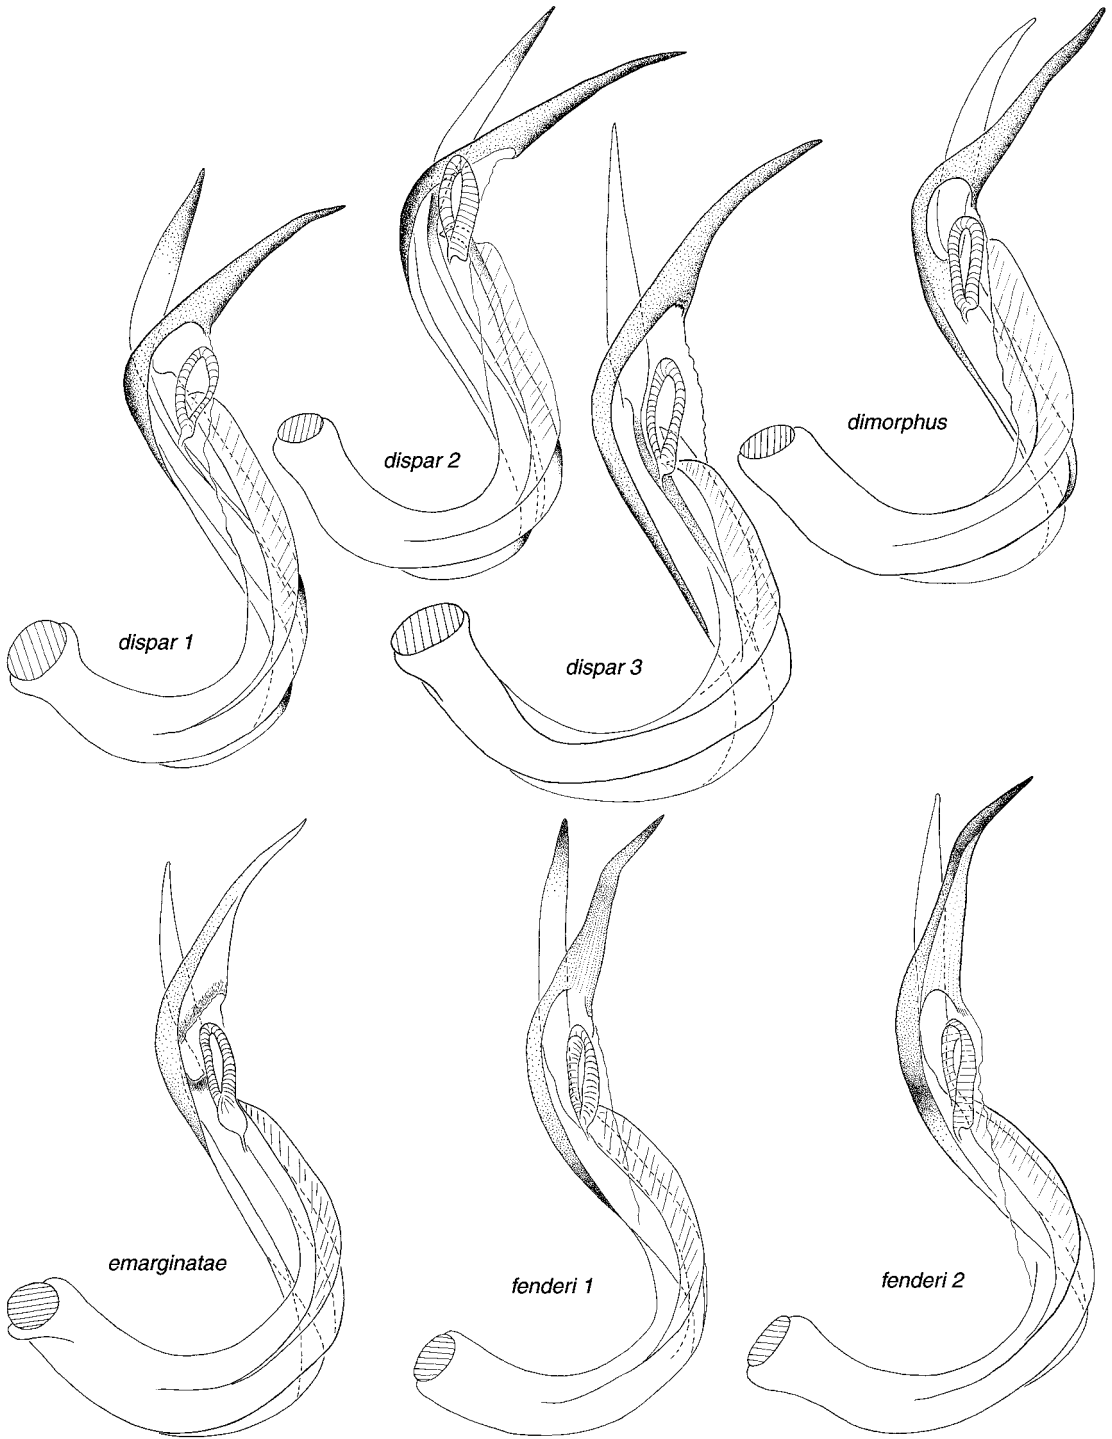 dimorphus
dispar 2
dispar 1
dispar 3
emarginatae
fenderi 1
fenderi 2